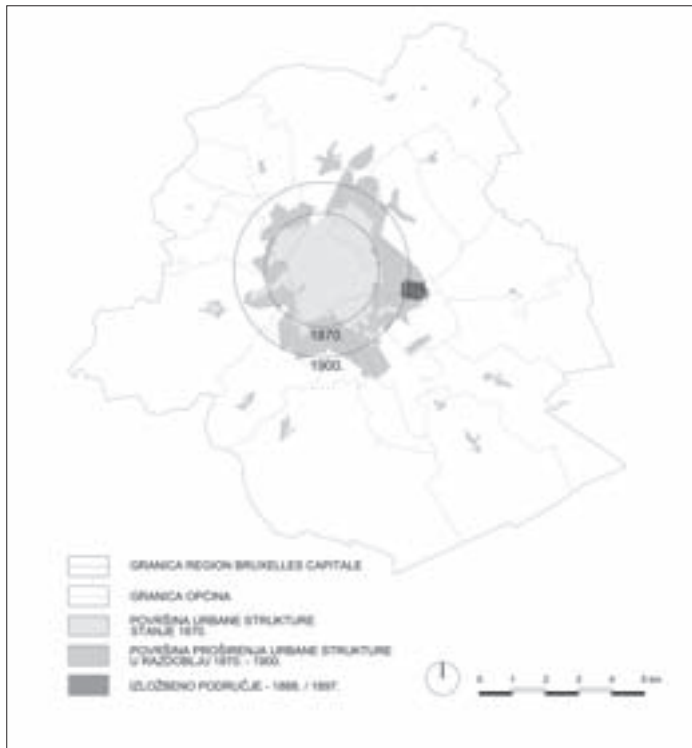 1870.
1900.
GRANICA REGION BRUXELLES CAPITALE
GRANICA OPĆINA
POVRŠINA URBANE STRUKTURE
STANJE 1870.
POVRŠINA PROŠIRENJA URBANE STRUKTURE
U RAZDOBLJU 1870. - 1900.
IZLOŽBENO PODRUČJE - 1888. / 1897.
0 1 2 3 4 5 km